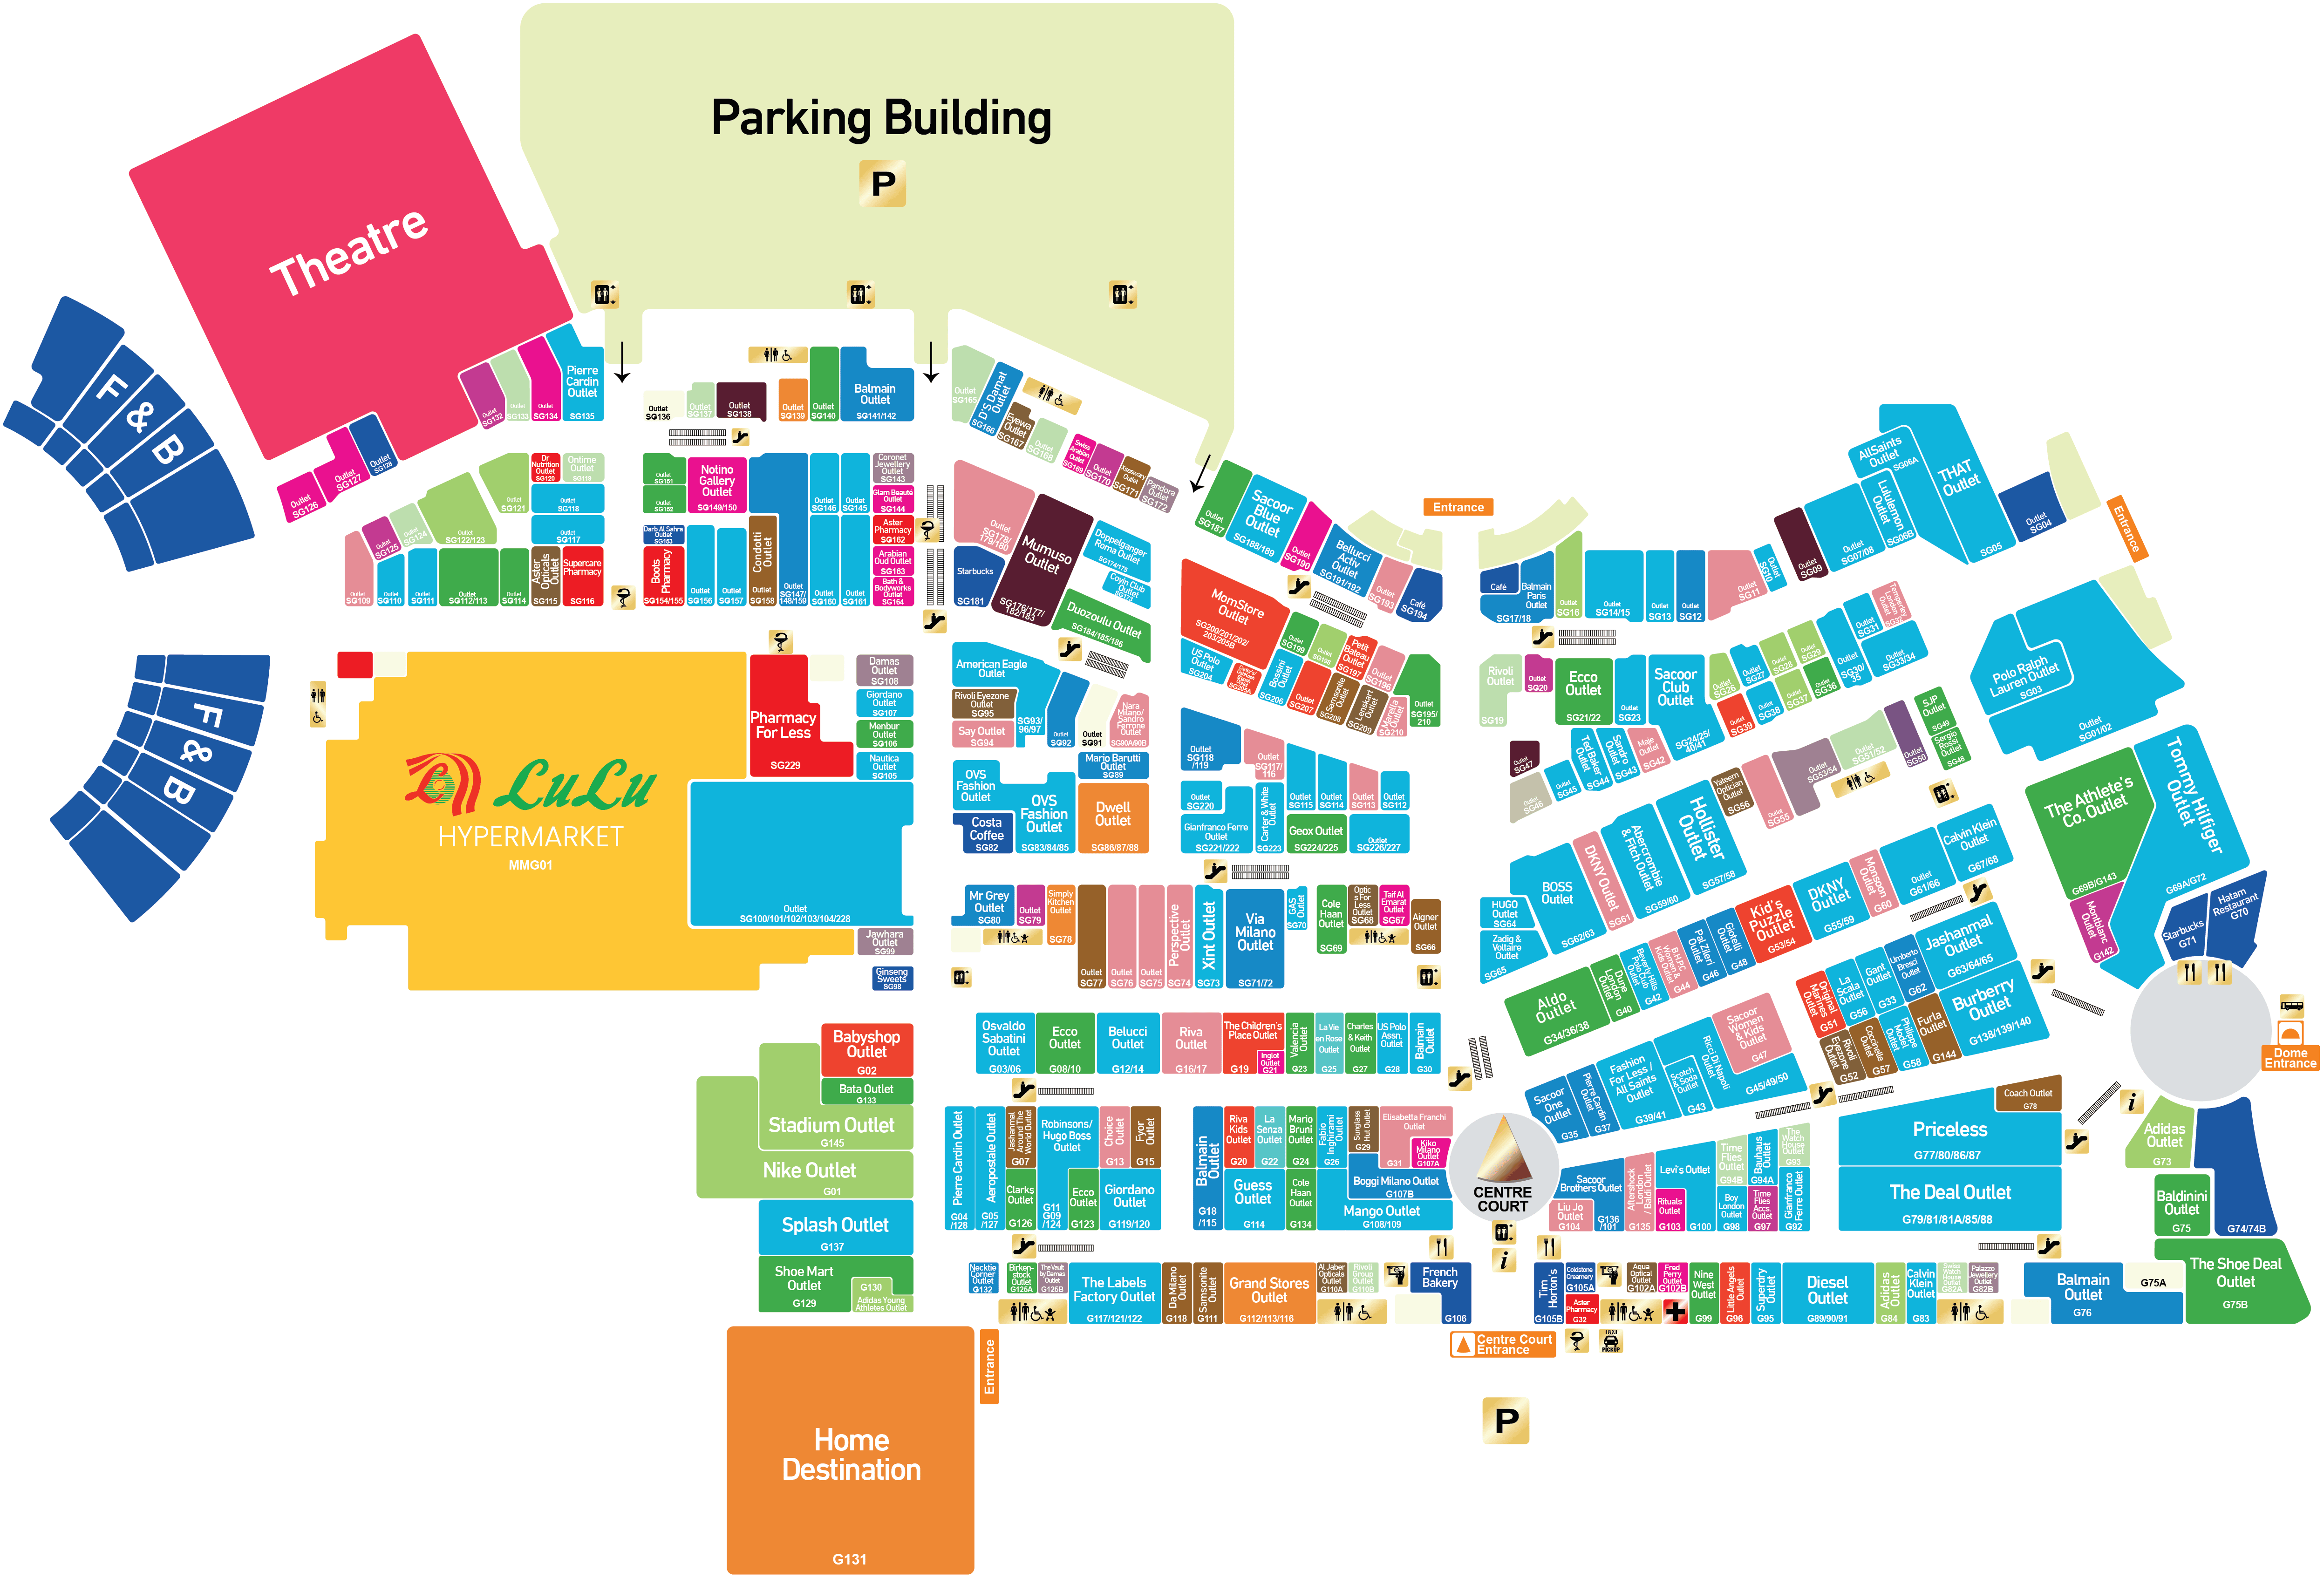 Parking Building
P
Theatre
F & B
F & B
Pierre
Cardin
Outlet
SG135
Outlet
SG134
Outlet
SG133
Outlet
SG132
Outlet
SG128
Outlet
SG127
Outlet
SG126
Outlet
SG136
Outlet
SG137
Outlet
SG138
Outlet
SG139
Outlet
SG140
Balmain
Outlet
SG141/142
Outlet
SG165
D'S Damat
Outlet
SG166
Eyewa
Outlet
SG167
Outlet
SG168
Swiss
Arabian
Outlet
SG169
Outlet
SG170
Outlet
SG171
Pandora
Outlet
SG172
Outlet
SG109
Outlet
SG125
Outlet
SG124
Outlet
SG122/123
Outlet
SG121
Dr
Nutrition
Outlet
SG120
Ontime
Outlet
SG119
Outlet
SG118
Outlet
SG117
Outlet
SG110
Outlet
SG111
Outlet
SG112/113
Outlet
SG114
Aster
Opticals
Outlet
SG115
Supercare
Pharmacy
SG116
Outlet
SG151
Outlet
SG152
Darb Al Sahra
Outlet
SG153
Boots
Pharmacy
SG154/155
Notino
Gallery
Outlet
SG149/150
Outlet
SG156
Outlet
SG157
Condotti
Outlet
SG158
Outlet
SG147/
148/159
Outlet
SG146
Outlet
SG145
Outlet
SG160
Outlet
SG161
Coronet
Jewellery
Outlet
SG143
Glam Beauté
Outlet
SG144
Aster
Pharmacy
SG162
Arabian
Oud Outlet
SG163
Bath &
Bodyworks
Outlet
SG164
Outlet
SG178/
179/180
Starbucks
SG181
Mumuso
Outlet
SG176/177/
182/183
Doppelganger
Roma Outlet
SG174/175
Covin Club
Outlet
SG173
Duozoulu Outlet
SG184/185/186
Outlet
SG187
Sacoor
Blue
Outlet
SG188/189
Outlet
SG190
Bellucci
Activ
Outlet
SG191/192
Outlet
SG193
Café
SG194
Entrance
MomStore
Outlet
SG200/201/202/
203/205B
US Polo
Outlet
SG204
SG205A
Bossini
Outlet
SG206
Outlet
SG199
Outlet
SG198
Petit
Bateau
Outlet
SG197
Outlet
SG196
Outlet
SG195/
210
Outlet
SG207
Samsonite
Outlet
SG208
Lenskart
Outlet
SG209
Marella
Outlet
SG210
Café
Balmain
Paris
Outlet
SG17/18
Outlet
SG16
Outlet
SG14/15
Outlet
SG13
Outlet
SG12
Outlet
SG11
Outlet
SG10
Outlet
SG09
Outlet
SG07/08
Lululemon
Outlet
SG06B
AllSaints
Outlet
SG06A
THAT
Outlet
SG05
Outlet
SG04
Entrance
Polo Ralph
Lauren Outlet
SG03
Outlet
SG01/02
Rivoli
Outlet
SG19
Outlet
SG20
Ecco
Outlet
SG21/22
Outlet
SG23
Sacoor
Club
Outlet
SG24/25/
40/41
Outlet
SG26
Outlet
SG27
Outlet
SG28
Outlet
SG29
Outlet
SG30/
35
Outlet
SG31
Temperley
London
Outlet
SG32
Outlet
SG33/34
Outlet
SG36
Outlet
SG37
Outlet
SG38
Outlet
SG39
Outlet
SG47
Outlet
SG46
Outlet
SG45
Ted Baker
Outlet
SG44
Sandro
Outlet
SG43
Maje
Outlet
SG42
Yateem
Optician
Outlet
SG56
Outlet
SG55
Outlet
SG53/54
Outlet
SG51/52
Outlet
SG50
SJP
Outlet
SG49
Sergio
Rossi
Outlet
SG48
LuLu
HYPERMARKET
MMG01
Pharmacy
For Less
SG229
Damas
Outlet
SG108
Giordano
Outlet
SG107
Menbur
Outlet
SG106
Nautica
Outlet
SG105
Outlet
SG100/101/102/103/104/228
Jawhara
Outlet
SG99
Ginseng
Sweets
SG98
American Eagle
Outlet
SG93/
96/97
Rivoli Eyezone
Outlet
SG95
Say Outlet
SG94
Outlet
SG92
Outlet
SG91
Nara
Milano/
Sandro
Ferrone
Outlet
SG90A/90B
Mario Barutti
Outlet
SG89
OVS
Fashion
Outlet
OVS
Fashion
Outlet
SG83/84/85
Costa
Coffee
SG82
Dwell
Outlet
SG86/87/88
Outlet
SG118
/119
Outlet
SG117/
116
Outlet
SG115
Outlet
SG114
Outlet
SG113
Outlet
SG112
Outlet
SG220
Gianfranco Ferre
Outlet
SG221/222
Carter & White
Outlet
SG223
Geox Outlet
SG224/225
Outlet
SG226/227
Mr Grey
Outlet
SG80
Outlet
SG79
Simply
Kitchen
Outlet
SG78
Outlet
SG77
Outlet
SG76
Outlet
SG75
Perspective
Outlet
SG74
Xint Outlet
SG73
Via
Milano
Outlet
SG71/72
GAS
Outlet
SG70
Cole
Haan
Outlet
SG69
Optic
s For
Less
Outlet
SG68
Taif Al
Emarat
Outlet
SG67
Aigner
Outlet
SG66
HUGO
Outlet
SG64
Zadig &
Voltaire
Outlet
SG65
BOSS
Outlet
SG62/63
DKNY Outlet
SG61
Abercrombie
& Fitch Outlet
SG59/60
Hollister
Outlet
SG57/58
Aldo
Outlet
G34/36/38
Dune
London
Outlet
G40
Beverly Hills
Polo Club
Outlet
G42
B.H.P.C
Women &
Kids Outlet
G44
Pal Zileri
Outlet
G46
Giotelli
Outlet
G48
Kid's
Puzzle
Outlet
G53/54
DKNY
Outlet
G55/59
Monsoon
Outlet
G60
Outlet
G61/66
Calvin Klein
Outlet
G67/68
The Athlete's
Co. Outlet
G69B/G143
Tommy Hilfiger
Outlet
G69A/G72
Montblanc
Outlet
G142
Starbucks
G71
Hatam
Restaurant
G70
Dome
Entrance
Original
Marines
Outlet
G51
La
Scala
Outlet
G56
Gant
Outlet
G33
Umberto
Bresci
Outlet
G62
Jashanmal
Outlet
G63/64/65
Rivoli
Eyezone
Outlet
G52
Coccinelle
Outlet
G57
Philippe
Model
Outlet
G58
Furla
Outlet
G144
Burberry
Outlet
G138/139/140
Babyshop
Outlet
G02
Bata Outlet
G133
Stadium Outlet
G145
Nike Outlet
G01
Splash Outlet
G137
Shoe Mart
Outlet
G129
G130
Adidas Young
Athletes Outlet
Home
Destination
G131
Entrance
Osvaldo
Sabatini
Outlet
G03/06
Ecco
Outlet
G08/10
Belucci
Outlet
G12/14
Riva
Outlet
G16/17
The Children's
Place Outlet
G19
Inglot
Outlet
G21
Valencia
Outlet
G23
La Vie
en Rose
Outlet
G25
Charles
& Keith
Outlet
G27
US Polo
Assn.
Outlet
G28
Balmain
Outlet
G30
Pierre Cardin Outlet
G04
/128
Aeropostale Outlet
G05
/127
Jashanmal
Around The
World Outlet
G07
Clarks
Outlet
G126
Robinsons/
Hugo Boss
Outlet
G11
G09
/124
Ecco
Outlet
G123
Choice
Outlet
G13
Fyor
Outlet
G15
Giordano
Outlet
G119/120
Balmain
Outlet
G18
/115
Riva
Kids
Outlet
G20
La
Senza
Outlet
G22
Mario
Bruni
Outlet
G24
Fabio
Inghirami
Outlet
G26
Sunglass
Hut Outlet
G29
Elisabetta Franchi
Outlet
G31
Kiko
Milano
Outlet
G107A
Guess
Outlet
G114
Cole
Haan
Outlet
G134
Boggi Milano Outlet
G107B
Mango Outlet
G108/109
CENTRE
COURT
Sacoor
One
Outlet
G35
Pierre Cardin
Outlet
G37
Fashion
For Less /
All Saints
Outlet
G39/41
Scotch
& Soda
Outlet
G43
Ricci Di Napoli
Outlet
G45/49/50
Sacoor
Women
& Kids
Outlet
G47
Sacoor
Brothers Outlet
G136
/101
Liu Jo
Outlet
G104
Aftershock
London
/ Baldi Outlet
G135
Levi's Outlet
G100
Rituals
Outlet
G103
Time
Flies
Outlet
G94B
Bauhaus
Outlet
G94A
The
Watch
House
Outlet
G93
Boy
London
Outlet
G98
Time
Flies
Accs.
Outlet
G97
Gianfranco
Ferre Outlet
G92
Coach Outlet
G78
Priceless
G77/80/86/87
The Deal Outlet
G79/81/81A/85/88
Adidas
Outlet
G73
Baldinini
Outlet
G75
G74/74B
The Shoe Deal
Outlet
G75B
G75A
Balmain
Outlet
G76
Necktie
Corner
Outlet
G132
Birken-
stock
Outlet
G125A
The Vault
by Damas
Outlet
G125B
The Labels
Factory Outlet
G117/121/122
Da Milano
Outlet
G118
Samsonite
Outlet
G111
Grand Stores
Outlet
G112/113/116
Al Jaber
Opticals
Outlet
G110A
Rivoli
Group
Outlet
G110B
French
Bakery
G106
Tim
Horton's
G105B
Coldstone
Creamery
G105A
Aster
Pharmacy
G32
Aqua
Optical
Outlet
G102A
Fred
Perry
Outlet
G102B
Nine
West
Outlet
G99
Little Angels
Outlet
G96
Superdry
Outlet
G95
Diesel
Outlet
G89/90/91
Adidas
Outlet
G84
Calvin
Klein
Outlet
G83
Swiss
Watch
House
Outlet
G82A
Palazzo
Jewellery
Outlet
G82B
Centre Court
Entrance
TAXI
PICKUP
P